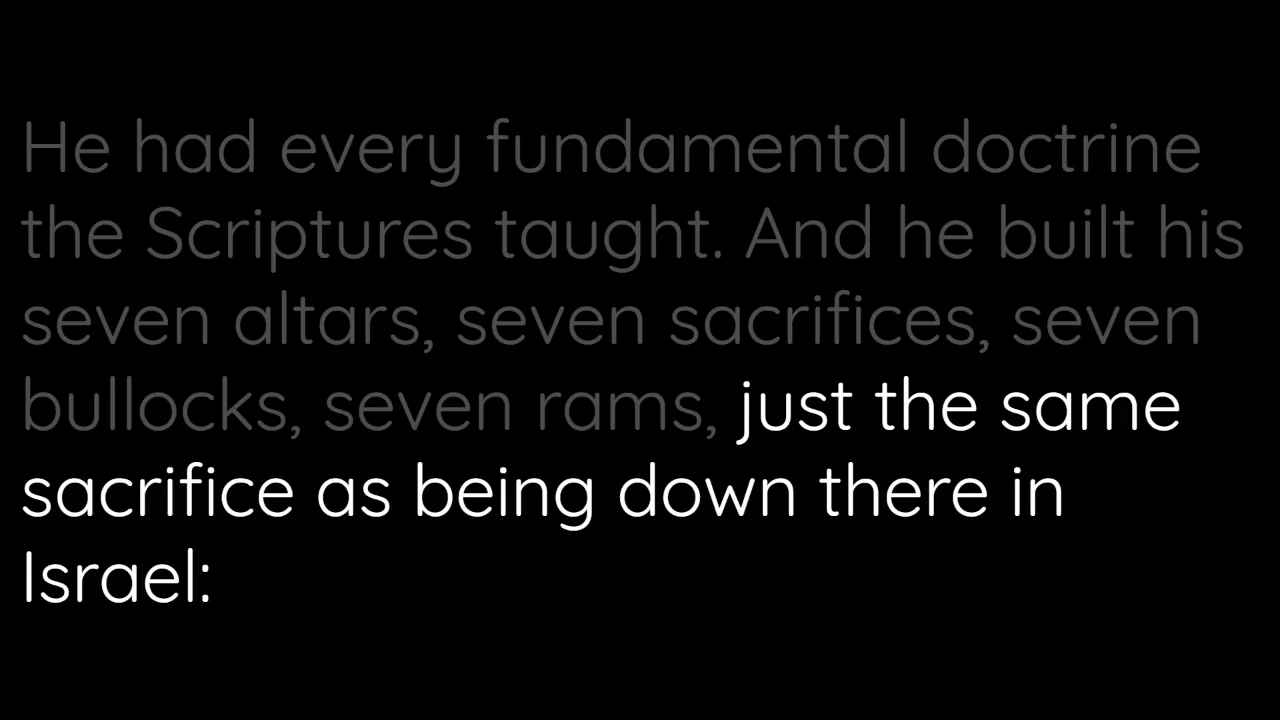 He had every fundamental doctrine
the Scriptures taught. And he built his
seven altars, seven sacrifices, seven
bullocks, seven rams, just the same
sacrifice as being down there in
Israel: